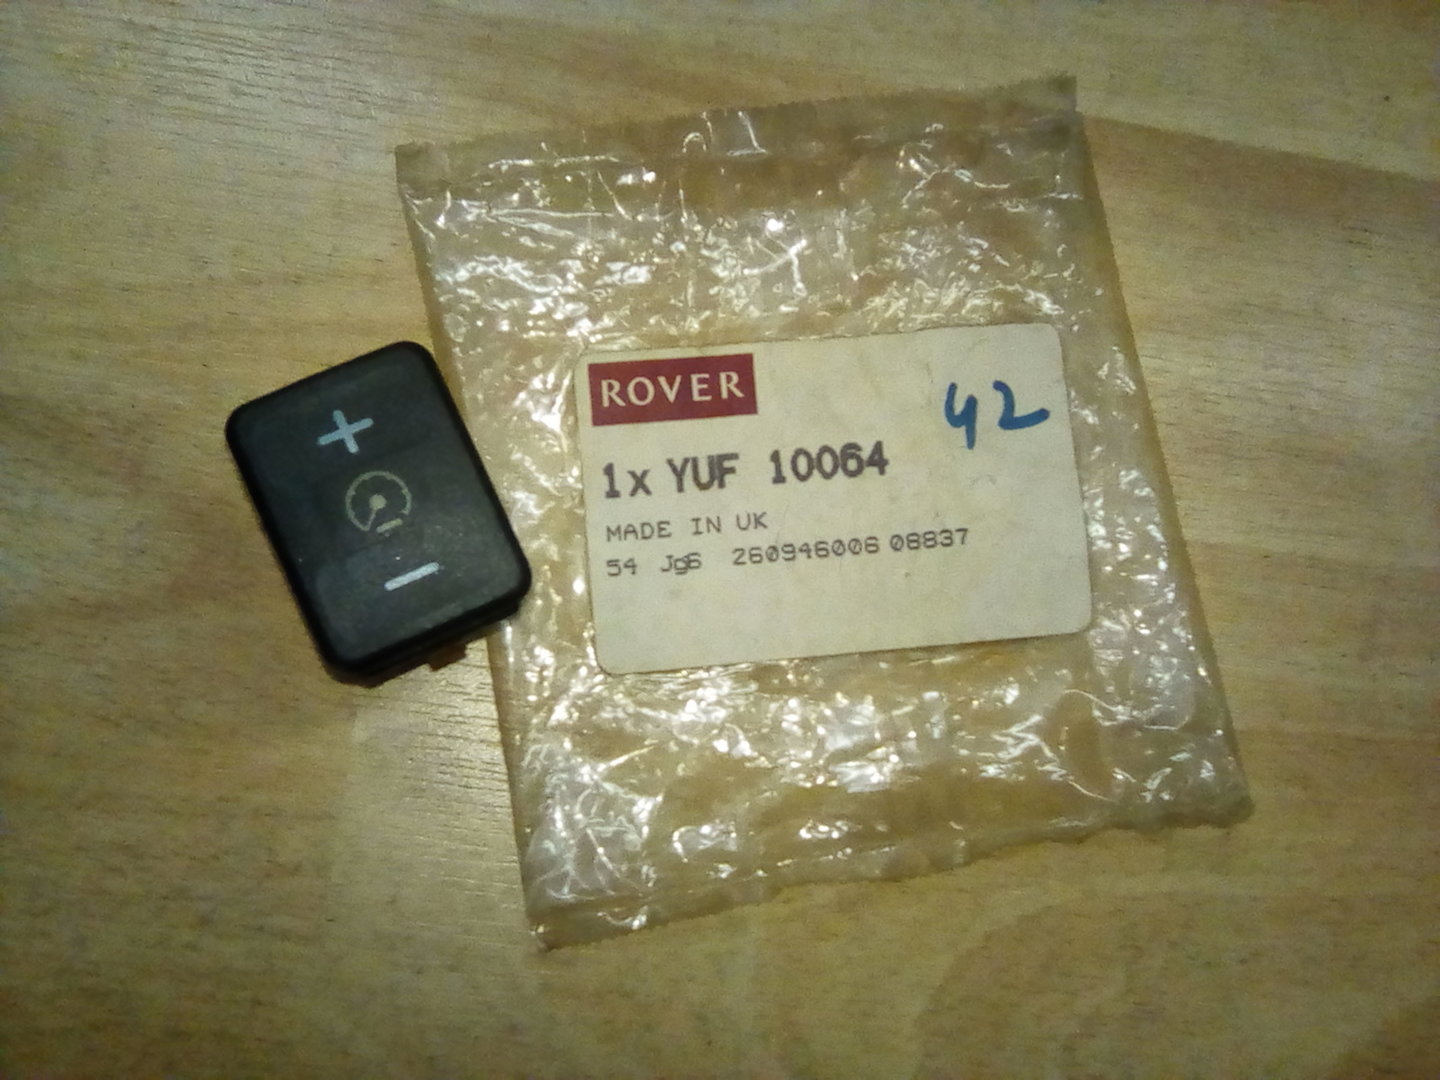 ROVER
42
1x YUF 10064
MADE IN UK
54 Jg6 260946006 08837
+
−